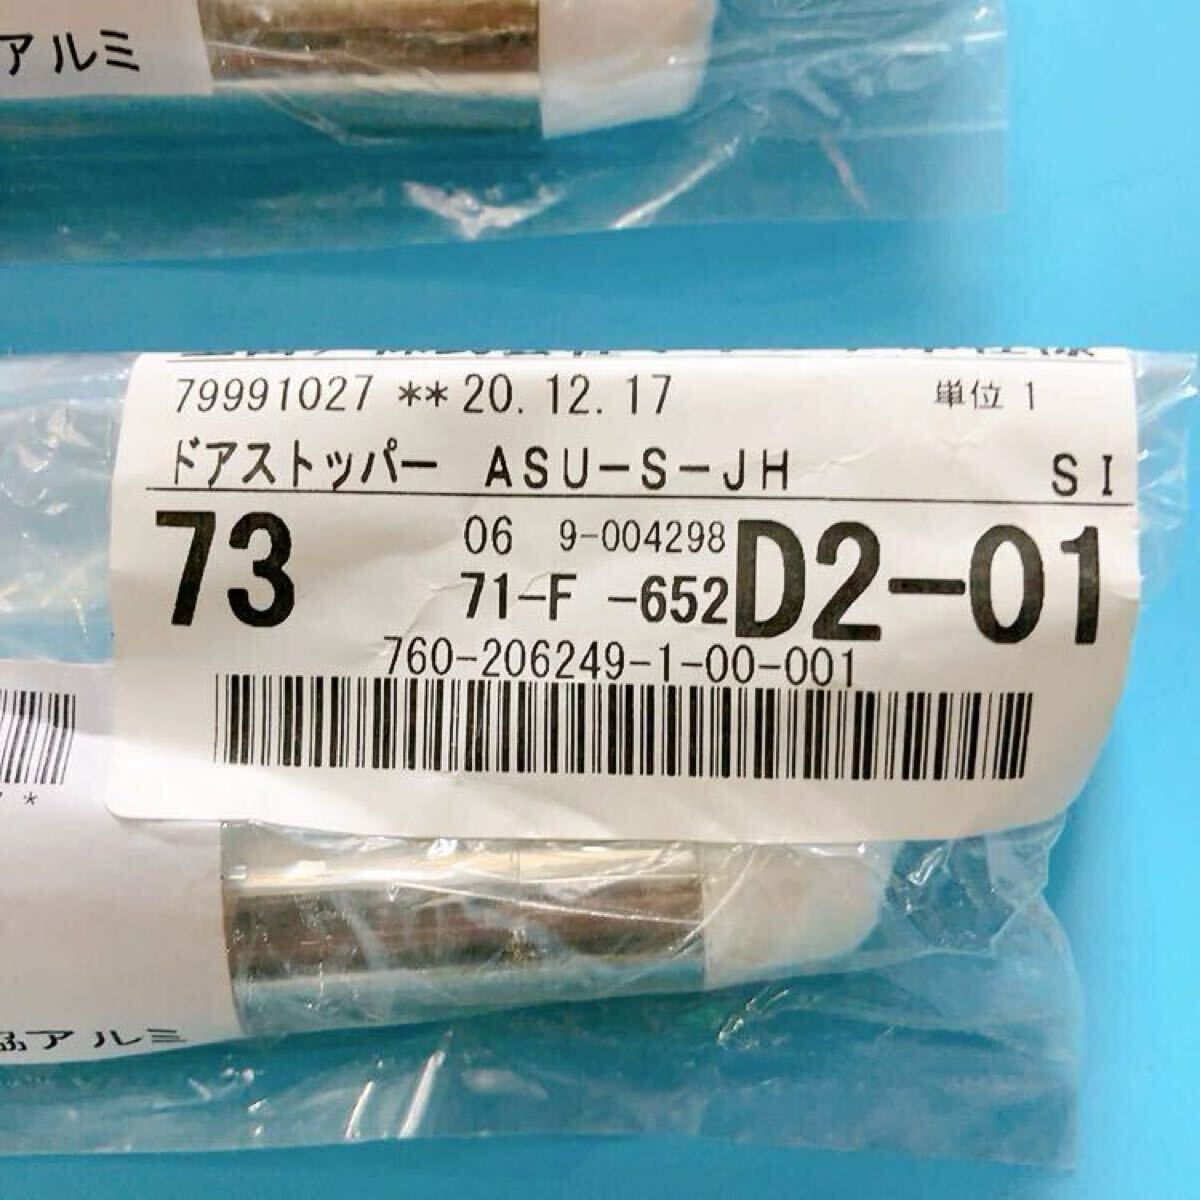 アルミ
79991027 **20.12.17 単位 1
ドアストッパー ASU-S-JH SI
73 06 9-004298 D2-01
71-F -652
760-206249-1-00-001
*
アルミ